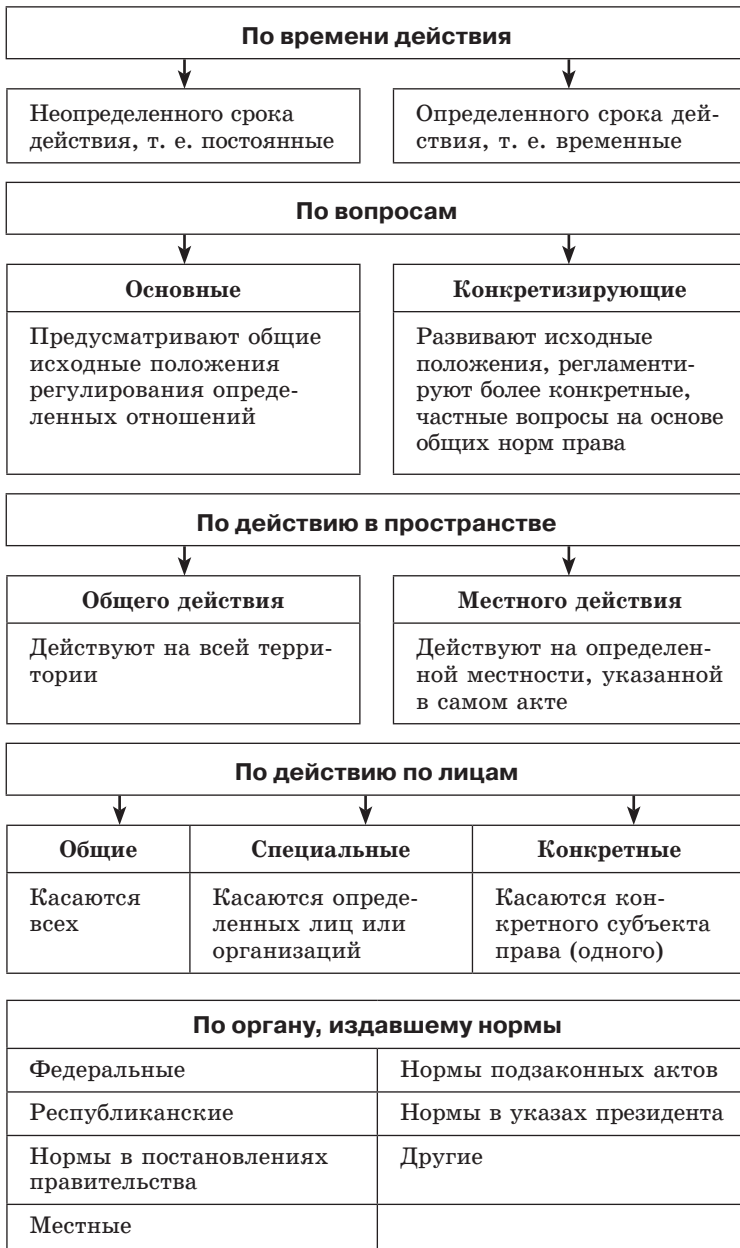 По времени действия
Неопределенного срока
действия, т. е. постоянные
Определенного срока дей-
ствия, т. е. временные
По вопросам
Основные
Предусматривают общие
исходные положения
регулирования опреде-
ленных отношений
Конкретизирующие
Развивают исходные
положения, регламенти-
руют более конкретные,
частные вопросы на основе
общих норм права
По действию в пространстве
Общего действия
Действуют на всей терри-
тории
Местного действия
Действуют на определен-
ной местности, указанной
в самом акте
По действию по лицам
Общие
Касаются
всех
Специальные
Касаются опреде-
ленных лиц или
организаций
Конкретные
Касаются кон-
кретного субъекта
права (одного)
По органу, издавшему нормы
Федеральные
Нормы подзаконных актов
Республиканские
Нормы в указах президента
Нормы в постановлениях
правительства
Другие
Местные